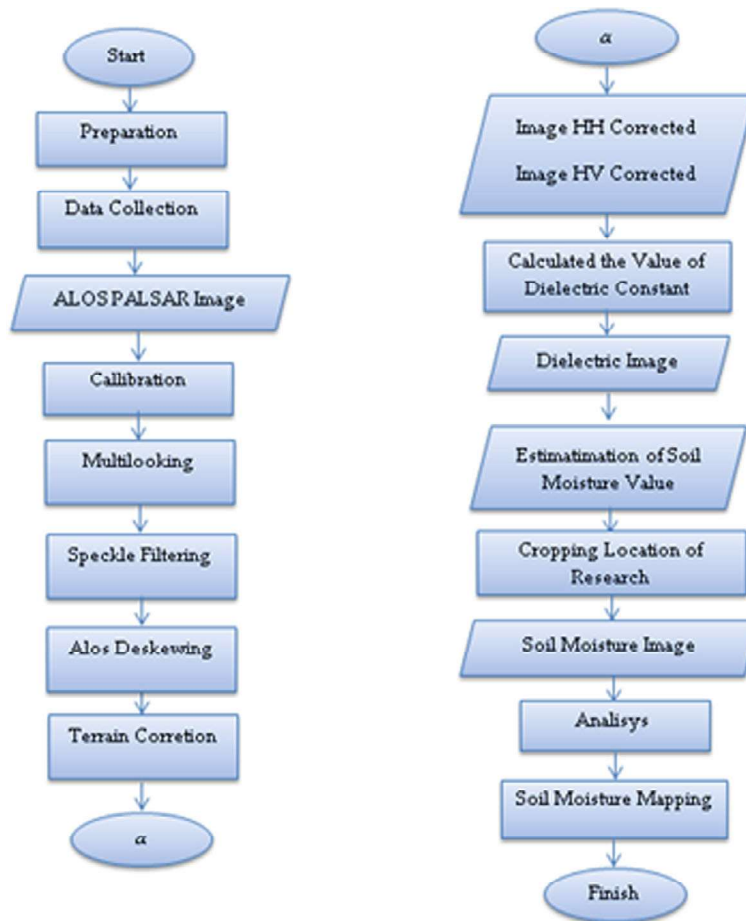 Start
Preparation
Data Collection
ALOS PALSAR Image
Callibration
Multilooking
Speckle Filtering
Alos Deskewing
Terrain Corretion
α
α
Image HH Corrected
Image HV Corrected
Calculated the Value of
Dielectric Constant
Dielectric Image
Estimatimation of Soil
Moisture Value
Cropping Location of
Research
Soil Moisture Image
Analisys
Soil Moisture Mapping
Finish